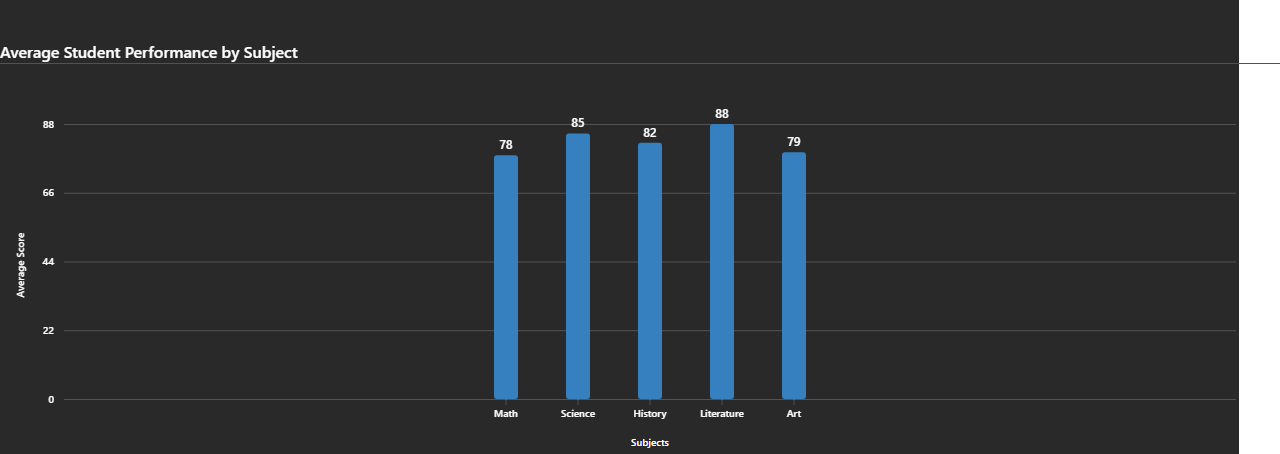 Average Student Performance by Subject
88
66
44
22
0
Average Score
78
85
82
88
79
Math
Science
History
Literature
Art
Subjects